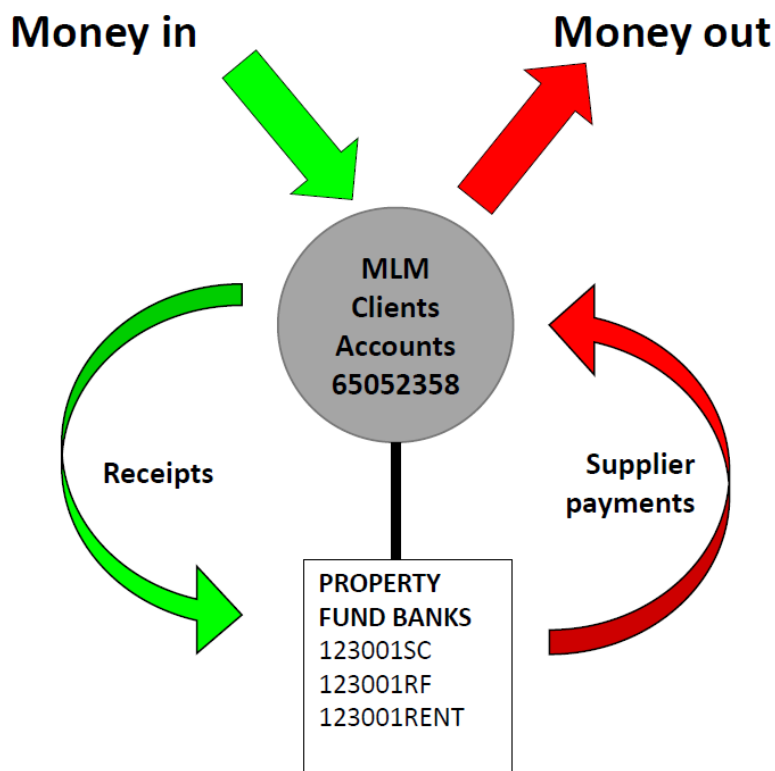 Money in
Money out
MLM
Clients
Accounts
65052358
Receipts
Supplier
payments
PROPERTY
FUND BANKS
123001SC
123001RF
123001RENT